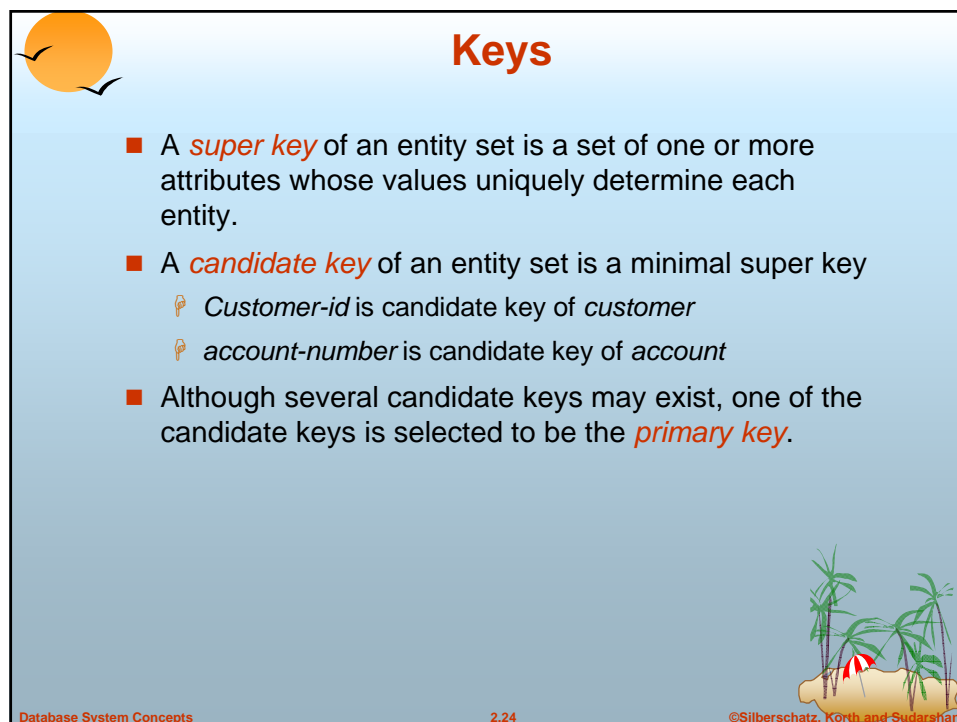 Keys
A super key of an entity set is a set of one or more
attributes whose values uniquely determine each
entity.
A candidate key of an entity set is a minimal super key
Customer-id is candidate key of customer
account-number is candidate key of account
Although several candidate keys may exist, one of the
candidate keys is selected to be the primary key.
Database System Concepts
2.24
©Silberschatz, Korth and Sudarshan